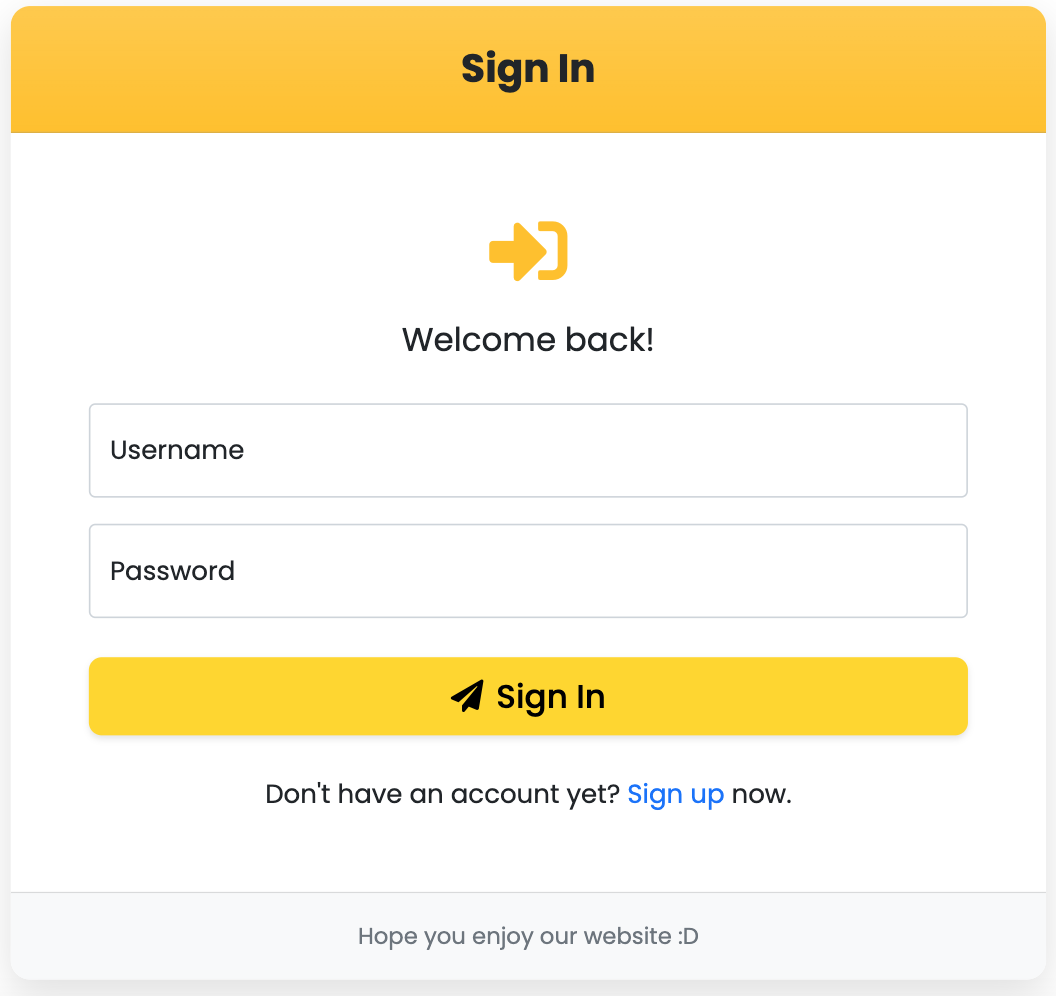 Sign In
Welcome back!
Username
Password
Sign In
Don't have an account yet? Sign up now.
Hope you enjoy our website :D